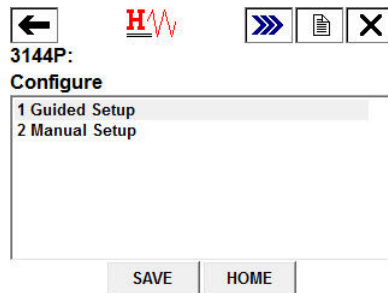 H
3144P:
Configure
1 Guided Setup
2 Manual Setup
SAVE HOME